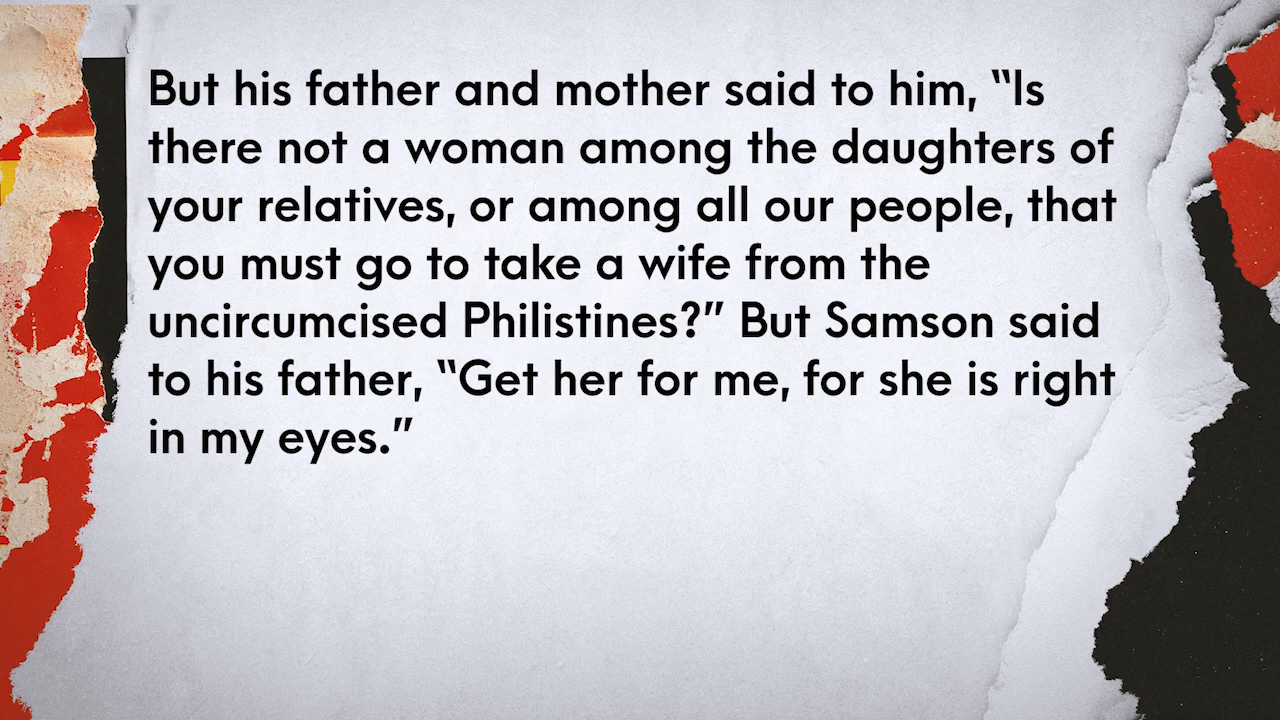 But his father and mother said to him, “Is
there not a woman among the daughters of
your relatives, or among all our people, that
you must go to take a wife from the
uncircumcised Philistines?” But Samson said
to his father, “Get her for me, for she is right
in my eyes.”